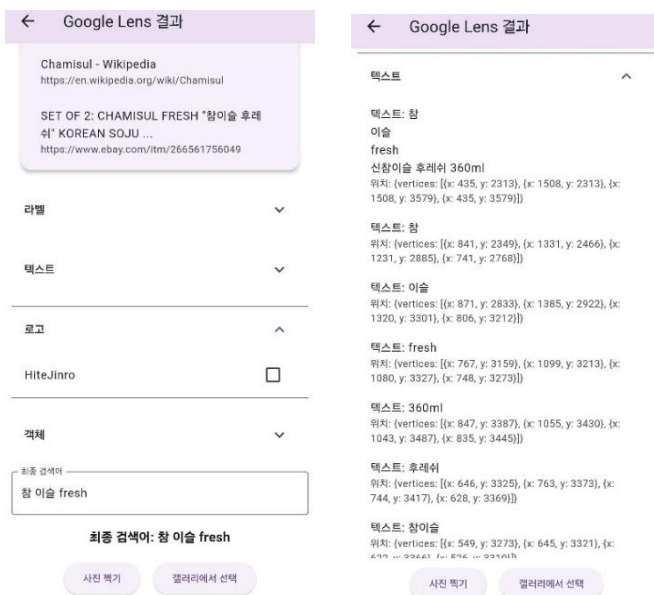 Google Lens 결과
Chamisul - Wikipedia
https://en.wikipedia.org/wiki/Chamisul
SET OF 2: CHAMISUL FRESH "참이슬 후레
쉬" KOREAN SOJU ...
https://www.ebay.com/itm/266561756049
라벨
텍스트
로고
HiteJinro
객체
최종 검색어
참 이슬 fresh
최종 검색어: 참 이슬 fresh
사진 찍기
갤러리에서 선택
Google Lens 결과
텍스트
텍스트: 참
이슬
fresh
신참이슬 후레쉬 360ml
위치: {vertices: [{x: 435, y: 2313}, {x: 1508, y: 2313}, {x:
1508, y: 3579}, {x: 435, y: 3579}]}
텍스트: 참
위치: {vertices: [{x: 841, y: 2349}, {x: 1331, y: 2466}, {x:
1231, y: 2885}, {x: 741, y: 2768}]}
텍스트: 이슬
위치: {vertices: [{x: 871, y: 2833}, {x: 1385, y: 2922}, {x:
1320, y: 3301}, {x: 806, y: 3212}]}
텍스트: fresh
위치: {vertices: [{x: 767, y: 3159}, {x: 1099, y: 3213}, {x:
1080, y: 3327}, {x: 748, y: 3273}]}
텍스트: 360ml
위치: {vertices: [{x: 847, y: 3387}, {x: 1055, y: 3430}, {x:
1043, y: 3487}, {x: 835, y: 3445}]}
텍스트: 후레쉬
위치: {vertices: [{x: 646, y: 3325}, {x: 763, y: 3373}, {x:
744, y: 3417}, {x: 628, y: 3369}]}
텍스트: 참이슬
위치: {vertices: [{x: 549, y: 3273}, {x: 645, y: 3321}, {x:
사진 찍기
갤러리에서 선택